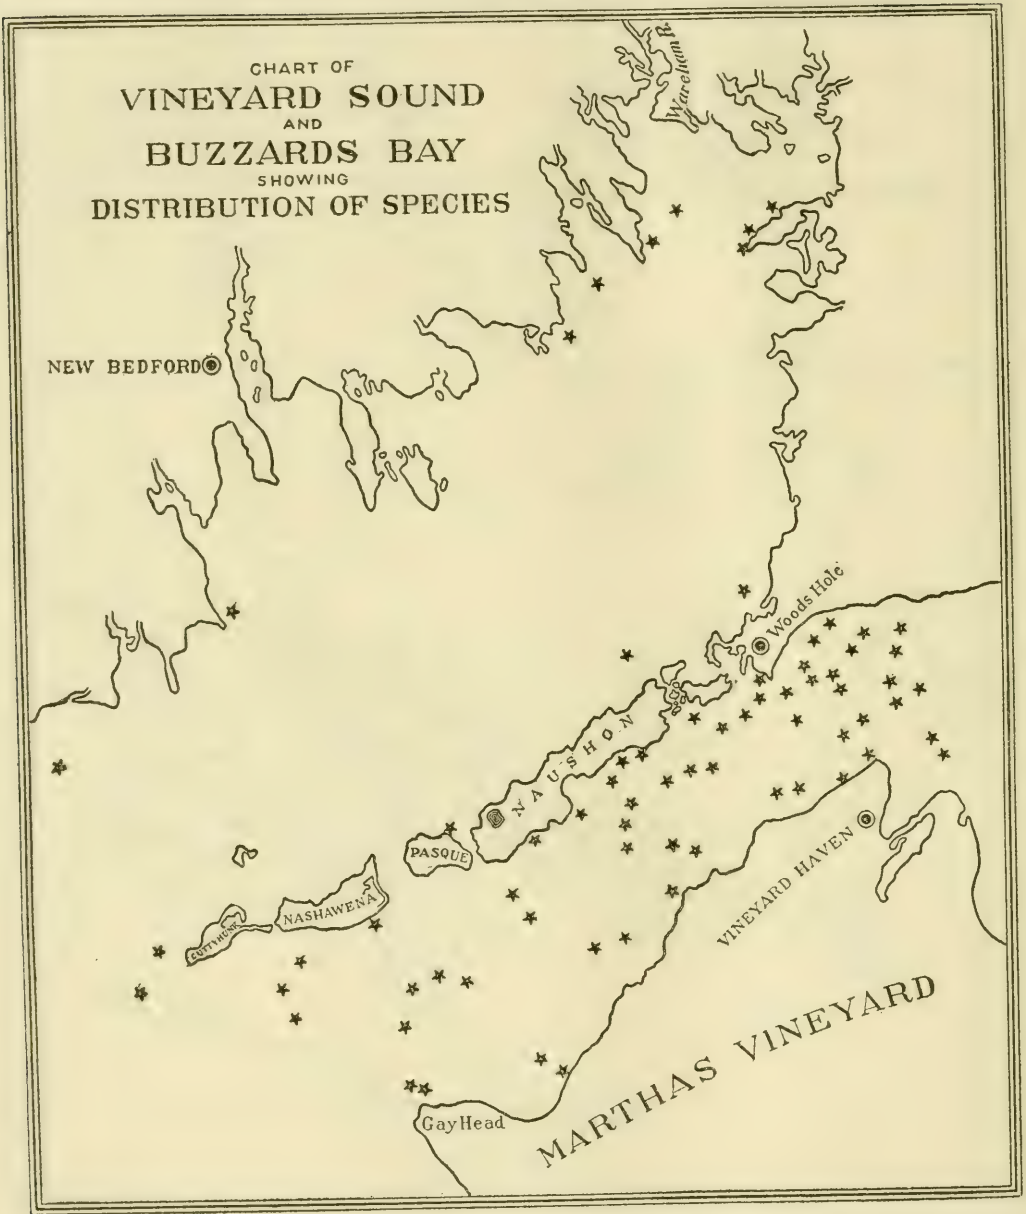 CHART OF
VINEYARD SOUND
AND
BUZZARDS BAY
SHOWING
DISTRIBUTION OF SPECIES
Wareham R.
NEW BEDFORD
Woods Hole
NAUSHON
PASQUE
NASHAWENA
CUTTYHUNK
VINEYARD HAVEN
MARTHAS VINEYARD
Gay Head